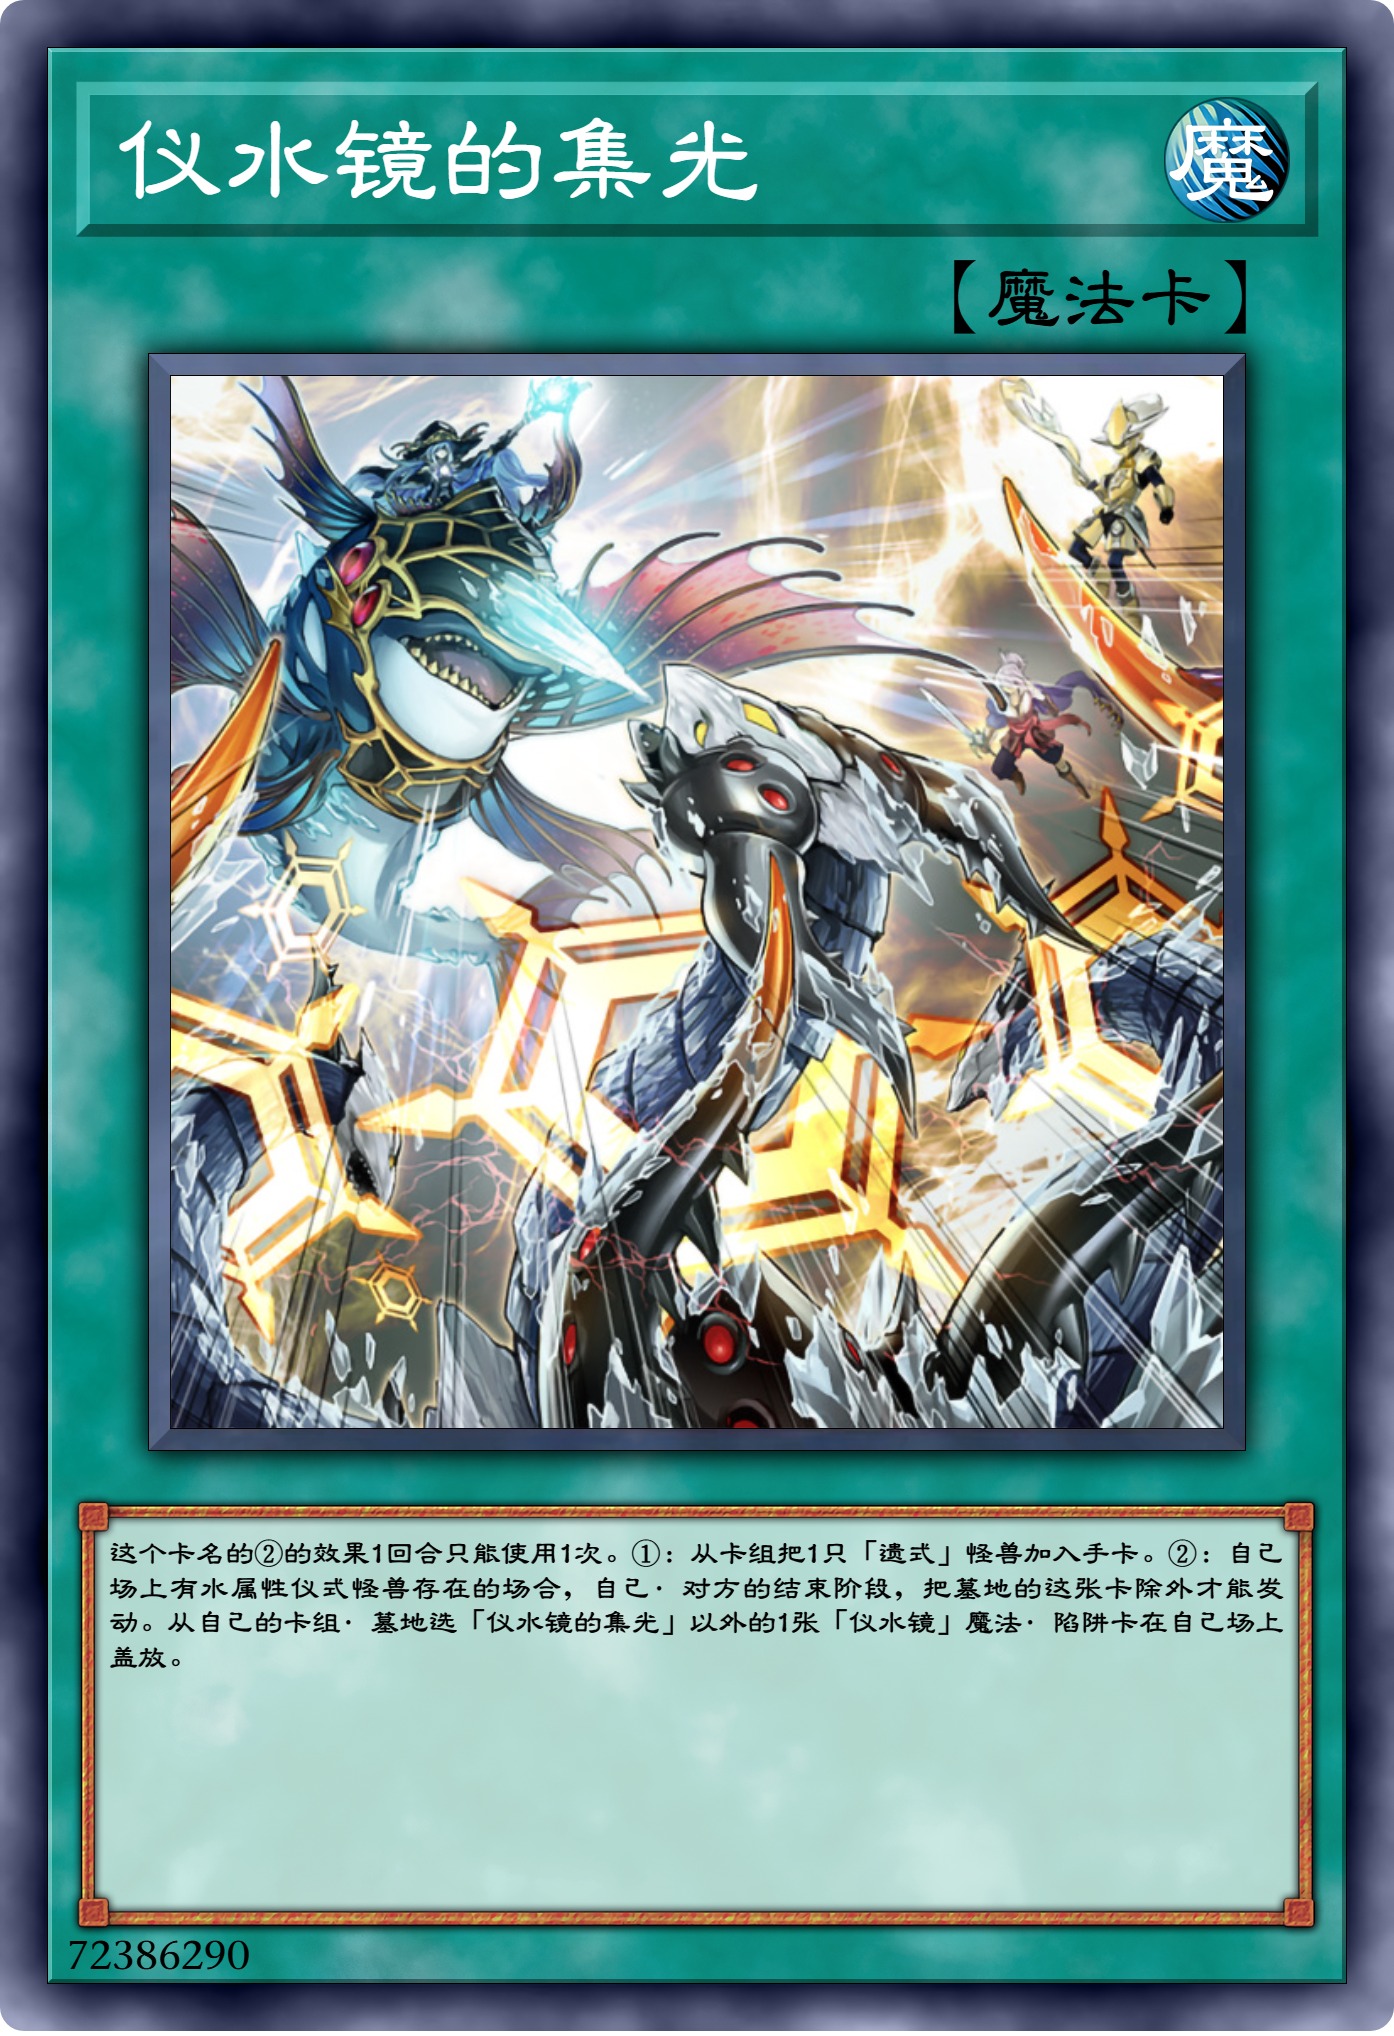 仪水镜的集光
魔
【魔法卡】
这个卡名的②的效果1回合只能使用1次。①：从卡组把1只「遗式」怪兽加入手卡。②：自己
场上有水属性仪式怪兽存在的场合，自己·对方的结束阶段，把墓地的这张卡除外才能发
动。从自己的卡组·墓地选「仪水镜的集光」以外的1张「仪水镜」魔法·陷阱卡在自己场上
盖放。
72386290